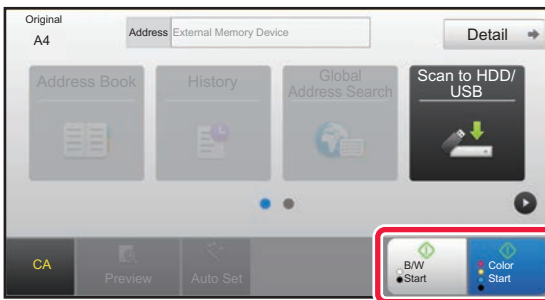 Original
A4
Address External Memory Device
Detail
Address Book
History
Global
Address Search
Scan to HDD/
USB
CA
Preview
Auto Set
B/W
Start
Color
Start